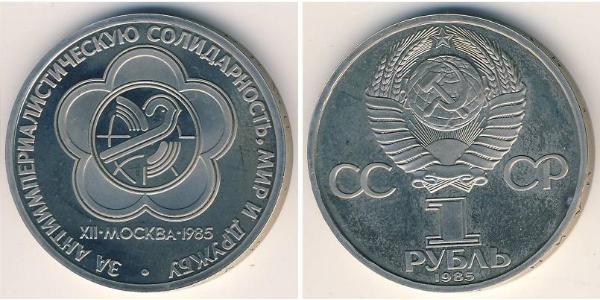 ЗА АНТИИМПЕРИАЛИСТИЧЕСКУЮ СОЛИДАРНОСТЬ, МИР И ДРУЖБУ •
XII•МОСКВА•1985
СС СР
1
РУБЛЬ
1985